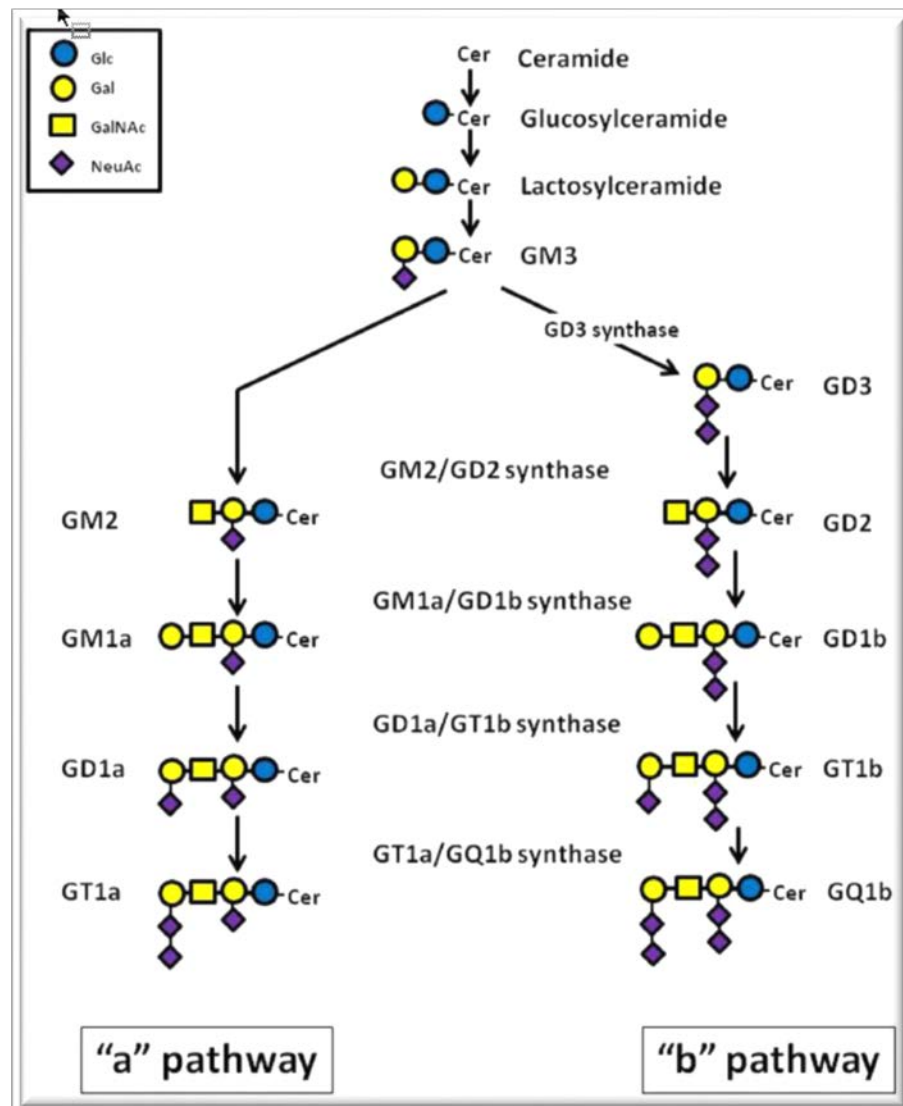 Glc
Gal
GalNAc
NeuAc
Cer Ceramide
Cer Glucosylceramide
Cer Lactosylceramide
Cer GM3
GD3 synthase
Cer GD3
GM2/GD2 synthase
GM2 Cer
Cer GD2
GM1a/GD1b synthase
GM1a Cer
Cer GD1b
GD1a/GT1b synthase
GD1a Cer
Cer GT1b
GT1a/GQ1b synthase
GT1a Cer
Cer GQ1b
“a” pathway
“b” pathway